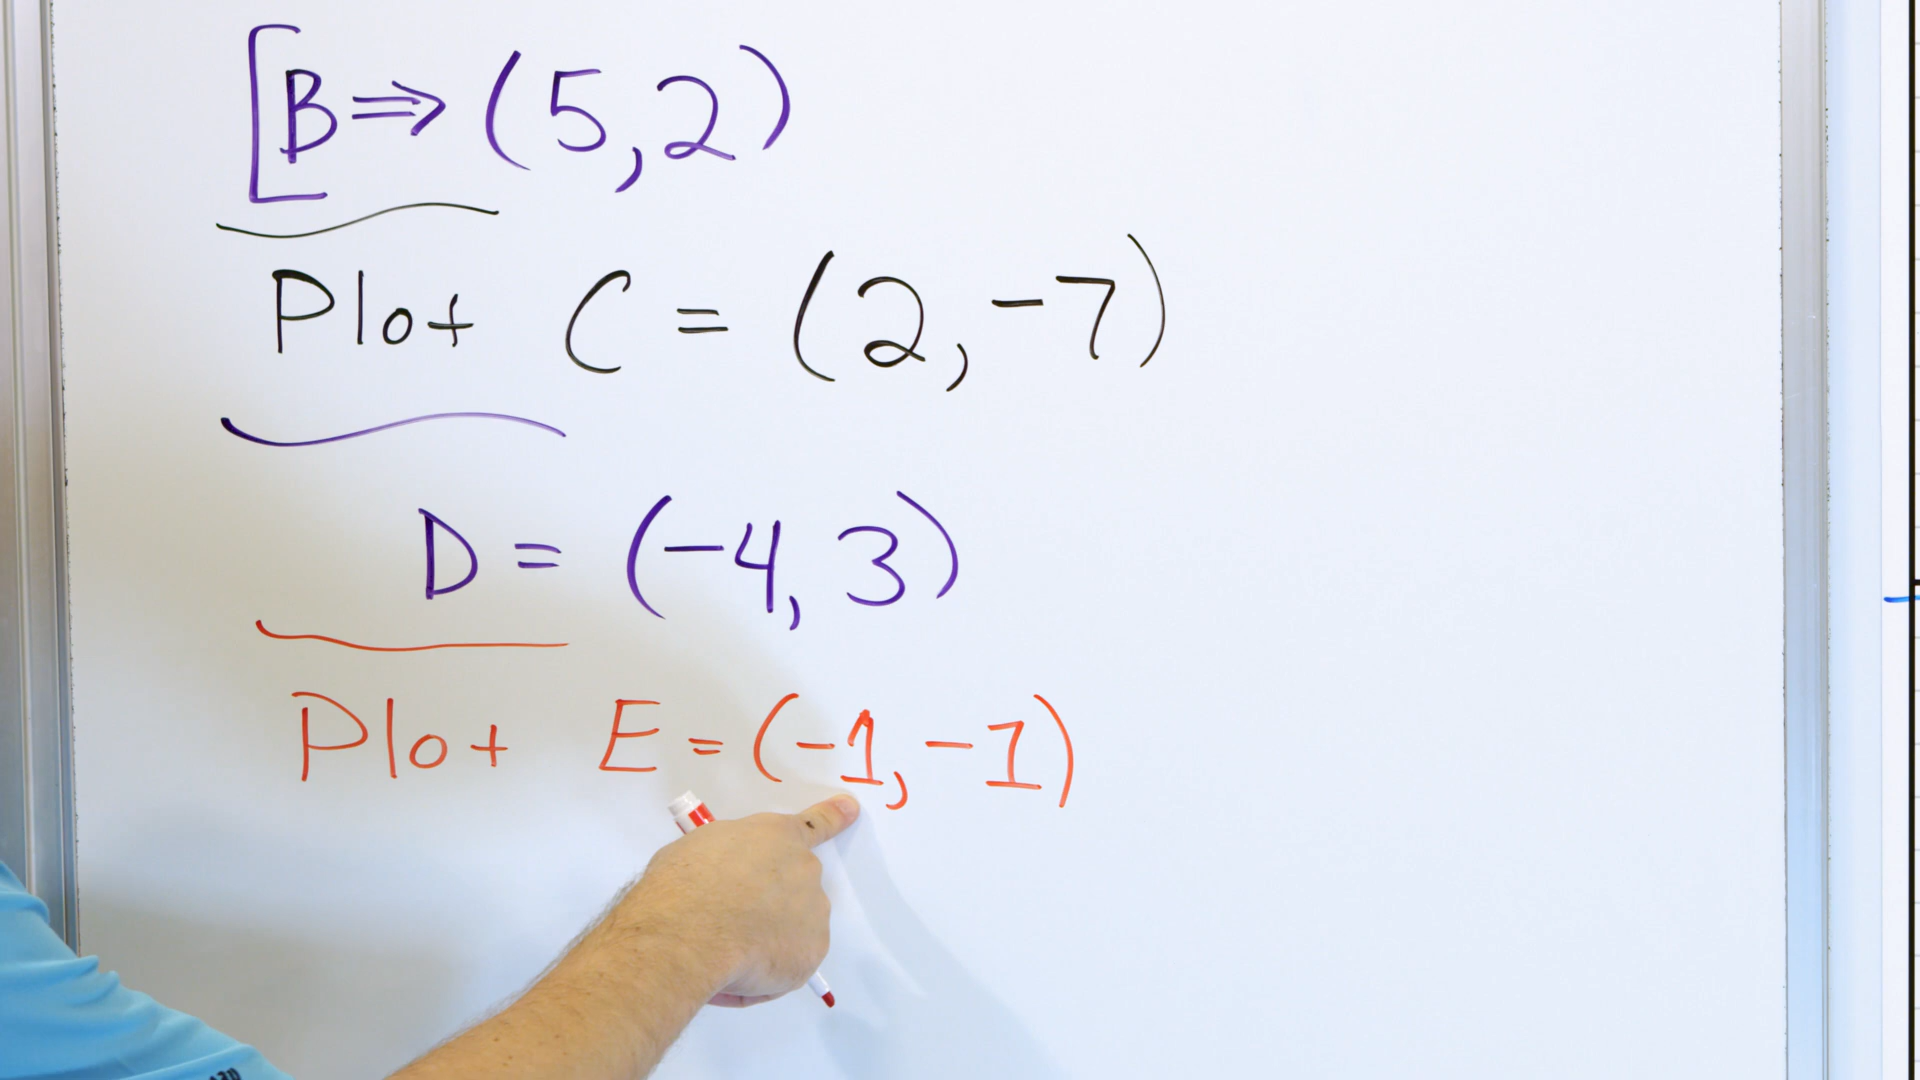 [B⇒(5,2)
Plot C = (2,-7)
D = (-4,3)
Plot E=(-1,-1)